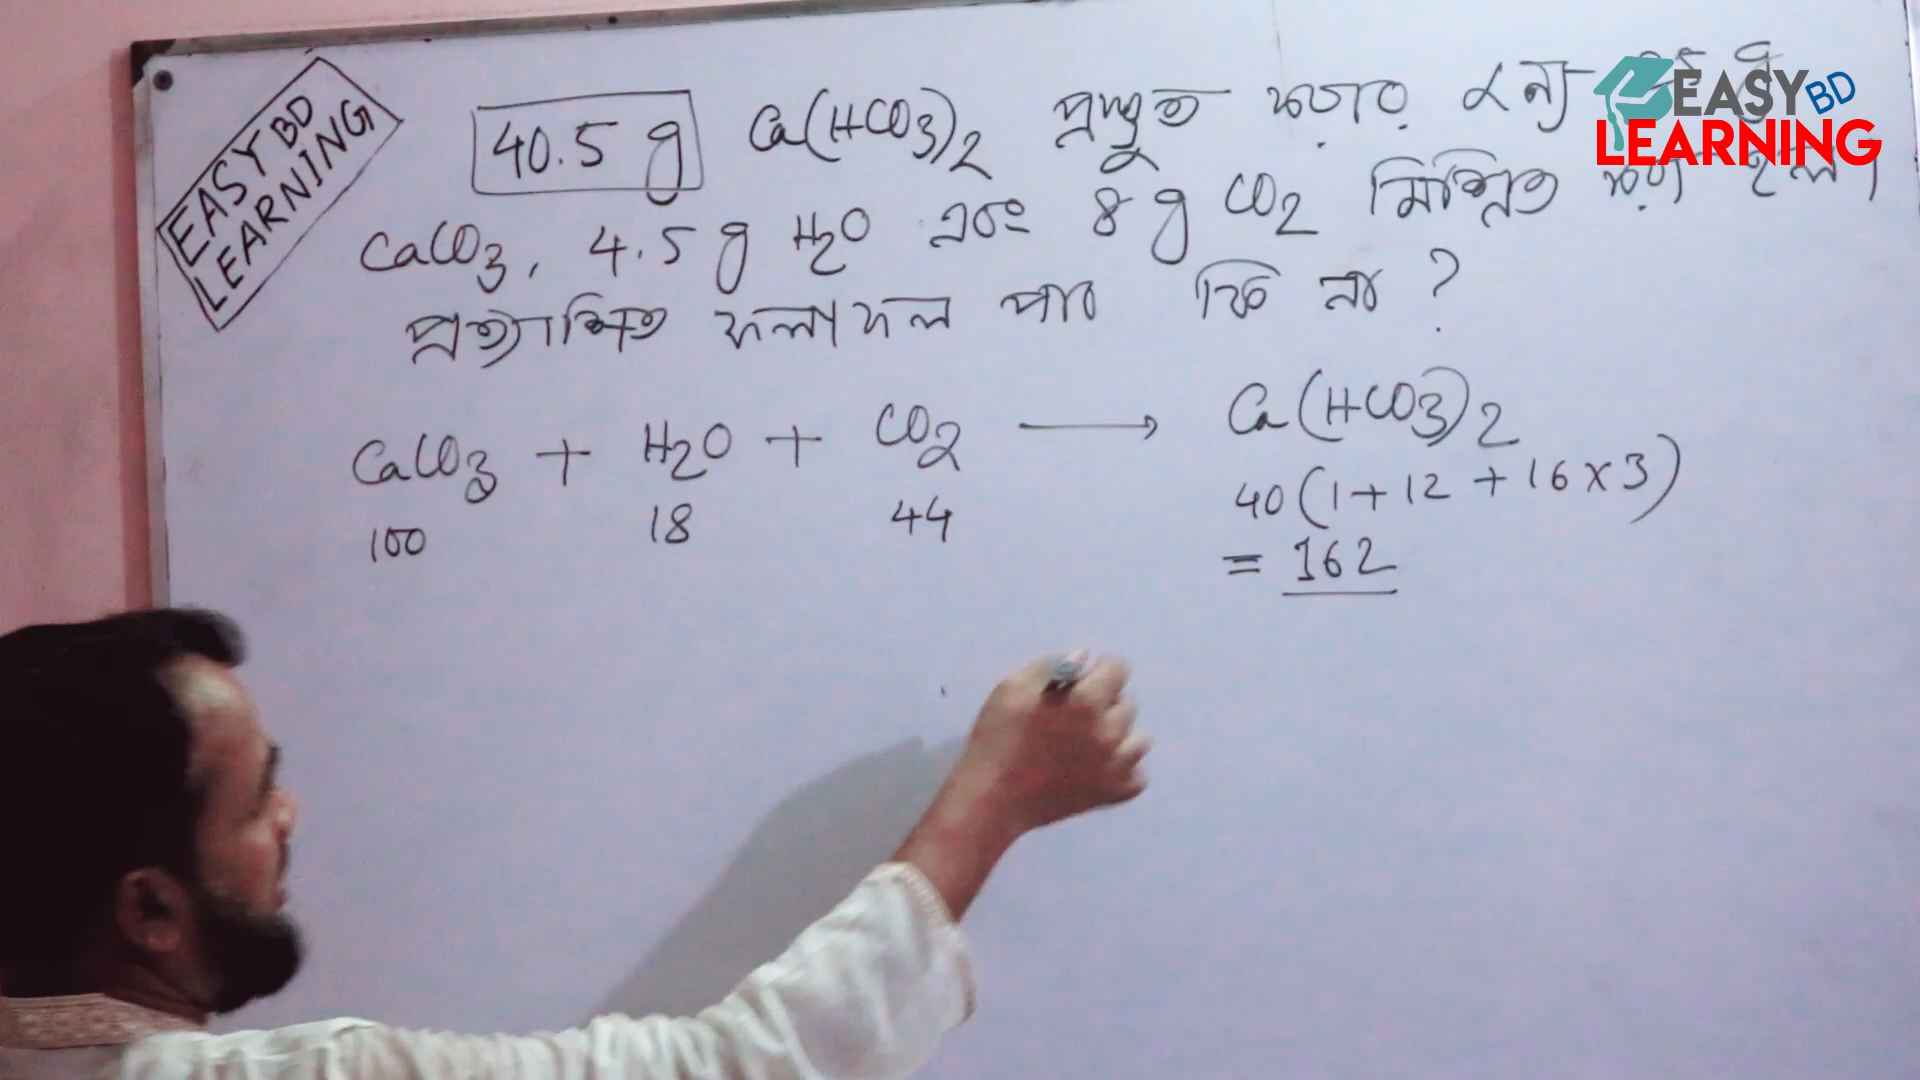 EASY BD
LEARNING
EASY BD
LEARNING
40.5 g Ca(HCO3)2 প্রস্তুত করার জন্য g
CaCO3, 4.5 g H2O এবং 8 g CO2 মিশ্রিত করা হল।
প্রত্যাশিত ফলাফল পাব কি না ?
CaCO3 + H2O + CO2 ⟶ Ca(HCO3)2
100 18 44 40(1+12+16×3)
= 162